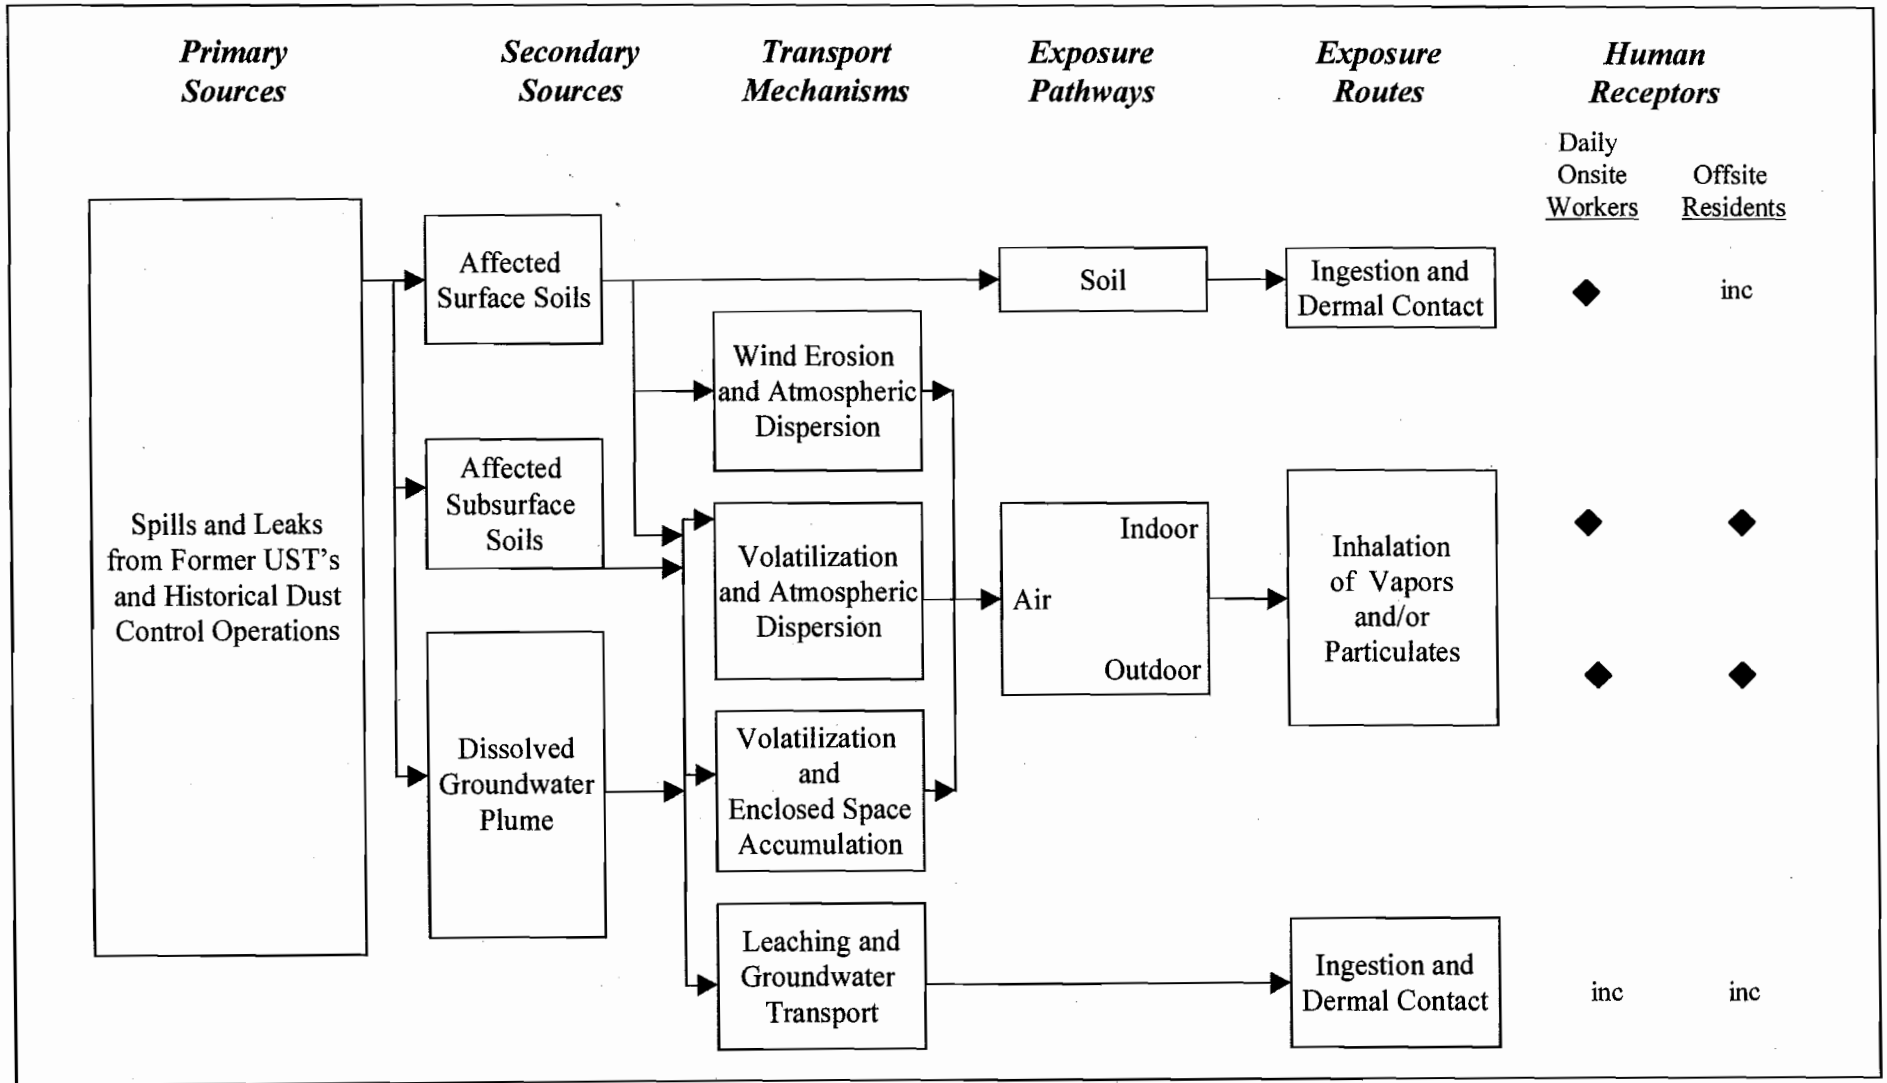 Primary
Sources
Secondary
Sources
Transport
Mechanisms
Exposure
Pathways
Exposure
Routes
Human
Receptors
Daily
Onsite
Workers
Offsite
Residents
Spills and Leaks
from Former UST's
and Historical Dust
Control Operations
Affected
Surface Soils
Affected
Subsurface
Soils
Dissolved
Groundwater
Plume
Wind Erosion
and Atmospheric
Dispersion
Volatilization
and Atmospheric
Dispersion
Volatilization
and
Enclosed Space
Accumulation
Leaching and
Groundwater
Transport
Soil
Indoor
Air
Outdoor
Ingestion and
Dermal Contact
Inhalation
of Vapors
and/or
Particulates
Ingestion and
Dermal Contact
inc
inc
inc